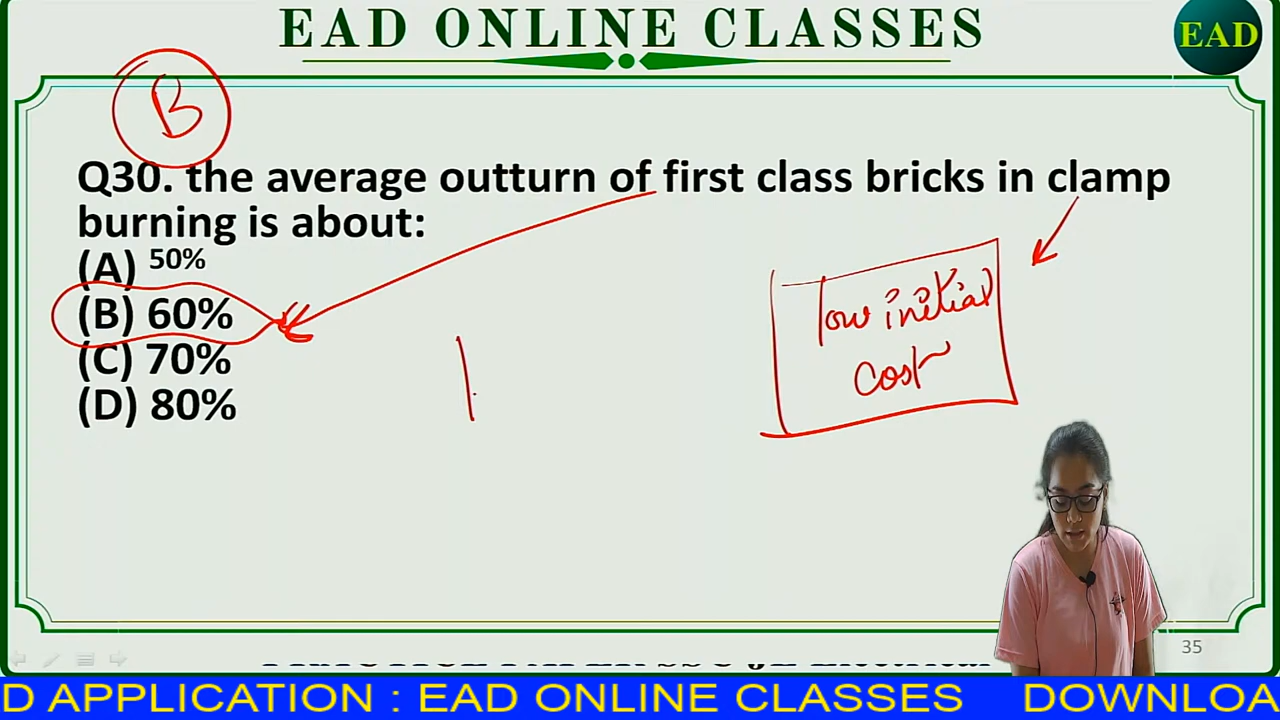 EAD ONLINE CLASSES
EAD
B
Q30. the average outturn of first class bricks in clamp
burning is about:
(A) 50%
(B) 60%
(C) 70%
(D) 80%
low initial
cost
35
D APPLICATION : EAD ONLINE CLASSES DOWNLOA